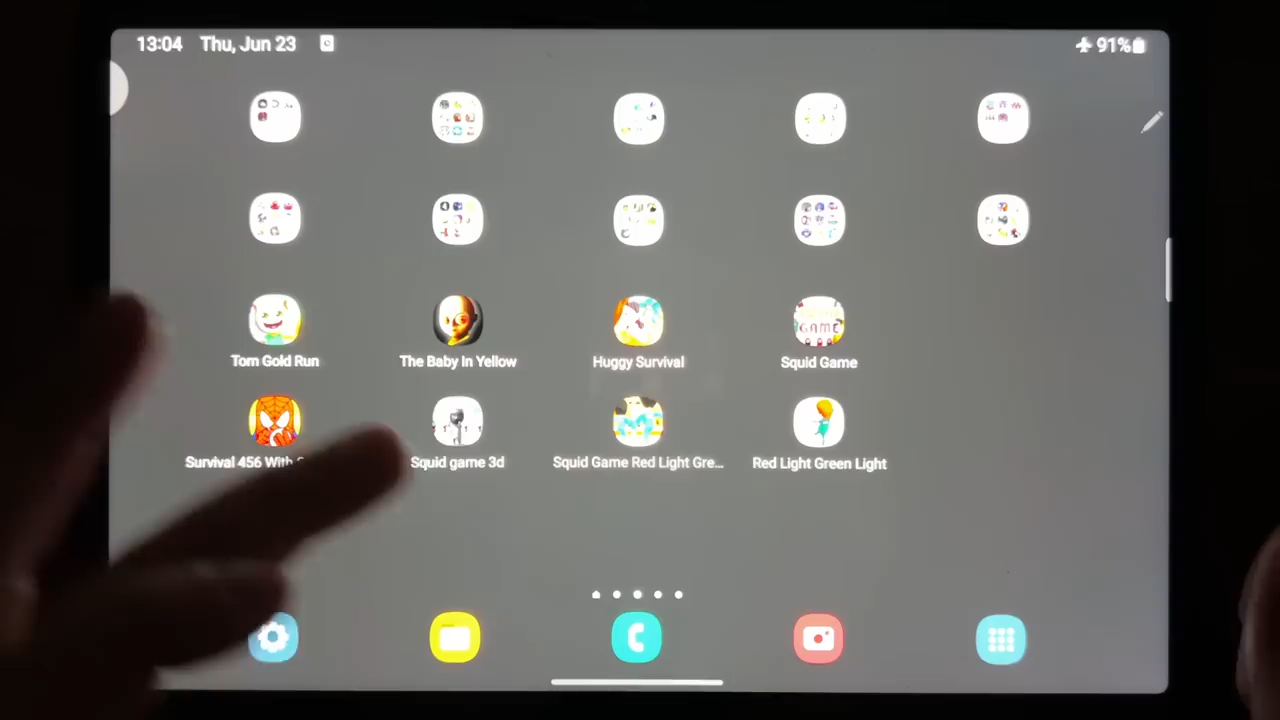 13:04 Thu, Jun 23 91%
Tom Gold Run The Baby In Yellow Huggy Survival Squid Game
GAME
Survival 456 With Squid game 3d Squid Game Red Light Gre... Red Light Green Light